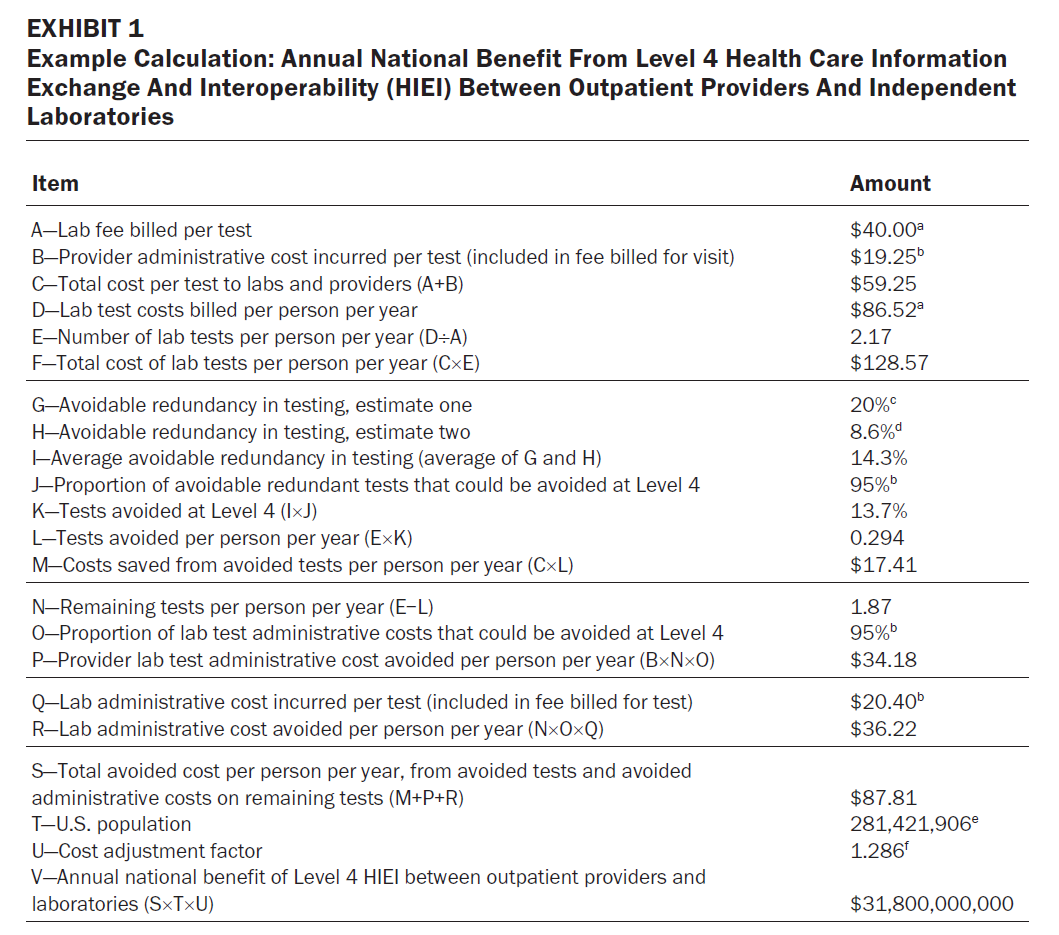 EXHIBIT 1
Example Calculation: Annual National Benefit From Level 4 Health Care Information
Exchange And Interoperability (HIEI) Between Outpatient Providers And Independent
Laboratories
Item Amount
A—Lab fee billed per test $40.00ᵃ
B—Provider administrative cost incurred per test (included in fee billed for visit) $19.25ᵇ
C—Total cost per test to labs and providers (A+B) $59.25
D—Lab test costs billed per person per year $86.52ᵃ
E—Number of lab tests per person per year (D÷A) 2.17
F—Total cost of lab tests per person per year (C×E) $128.57
G—Avoidable redundancy in testing, estimate one 20%ᶜ
H—Avoidable redundancy in testing, estimate two 8.6%ᵈ
I—Average avoidable redundancy in testing (average of G and H) 14.3%
J—Proportion of avoidable redundant tests that could be avoided at Level 4 95%ᵇ
K—Tests avoided at Level 4 (I×J) 13.7%
L—Tests avoided per person per year (E×K) 0.294
M—Costs saved from avoided tests per person per year (C×L) $17.41
N—Remaining tests per person per year (E−L) 1.87
O—Proportion of lab test administrative costs that could be avoided at Level 4 95%ᵇ
P—Provider lab test administrative cost avoided per person per year (B×N×O) $34.18
Q—Lab administrative cost incurred per test (included in fee billed for test) $20.40ᵇ
R—Lab administrative cost avoided per person per year (N×O×Q) $36.22
S—Total avoided cost per person per year, from avoided tests and avoided
administrative costs on remaining tests (M+P+R) $87.81
T—U.S. population 281,421,906ᵉ
U—Cost adjustment factor 1.286ᶠ
V—Annual national benefit of Level 4 HIEI between outpatient providers and
laboratories (S×T×U) $31,800,000,000